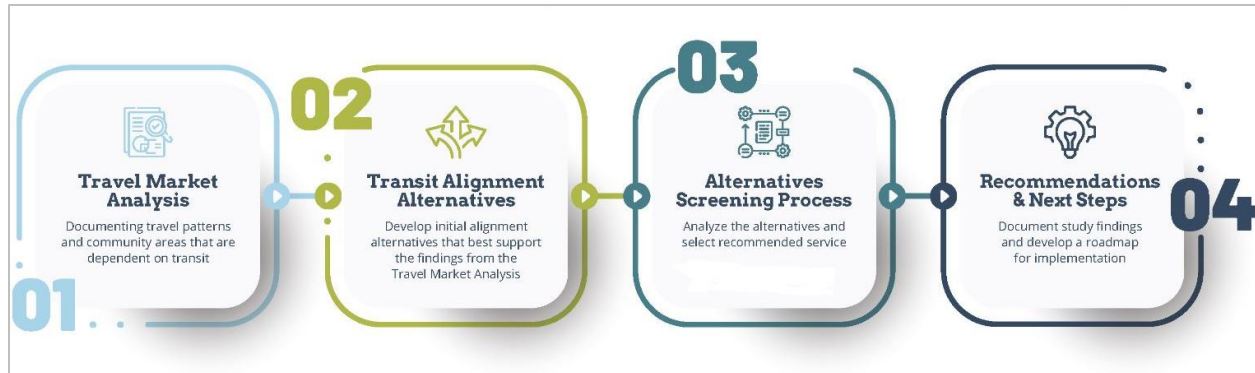 01
Travel Market
Analysis
Documenting travel patterns
and community areas that are
dependent on transit
02
Transit Alignment
Alternatives
Develop initial alignment
alternatives that best support
the findings from the
Travel Market Analysis
03
Alternatives
Screening Process
Analyze the alternatives and
select recommended service
04
Recommendations
& Next Steps
Document study findings
and develop a roadmap
for implementation